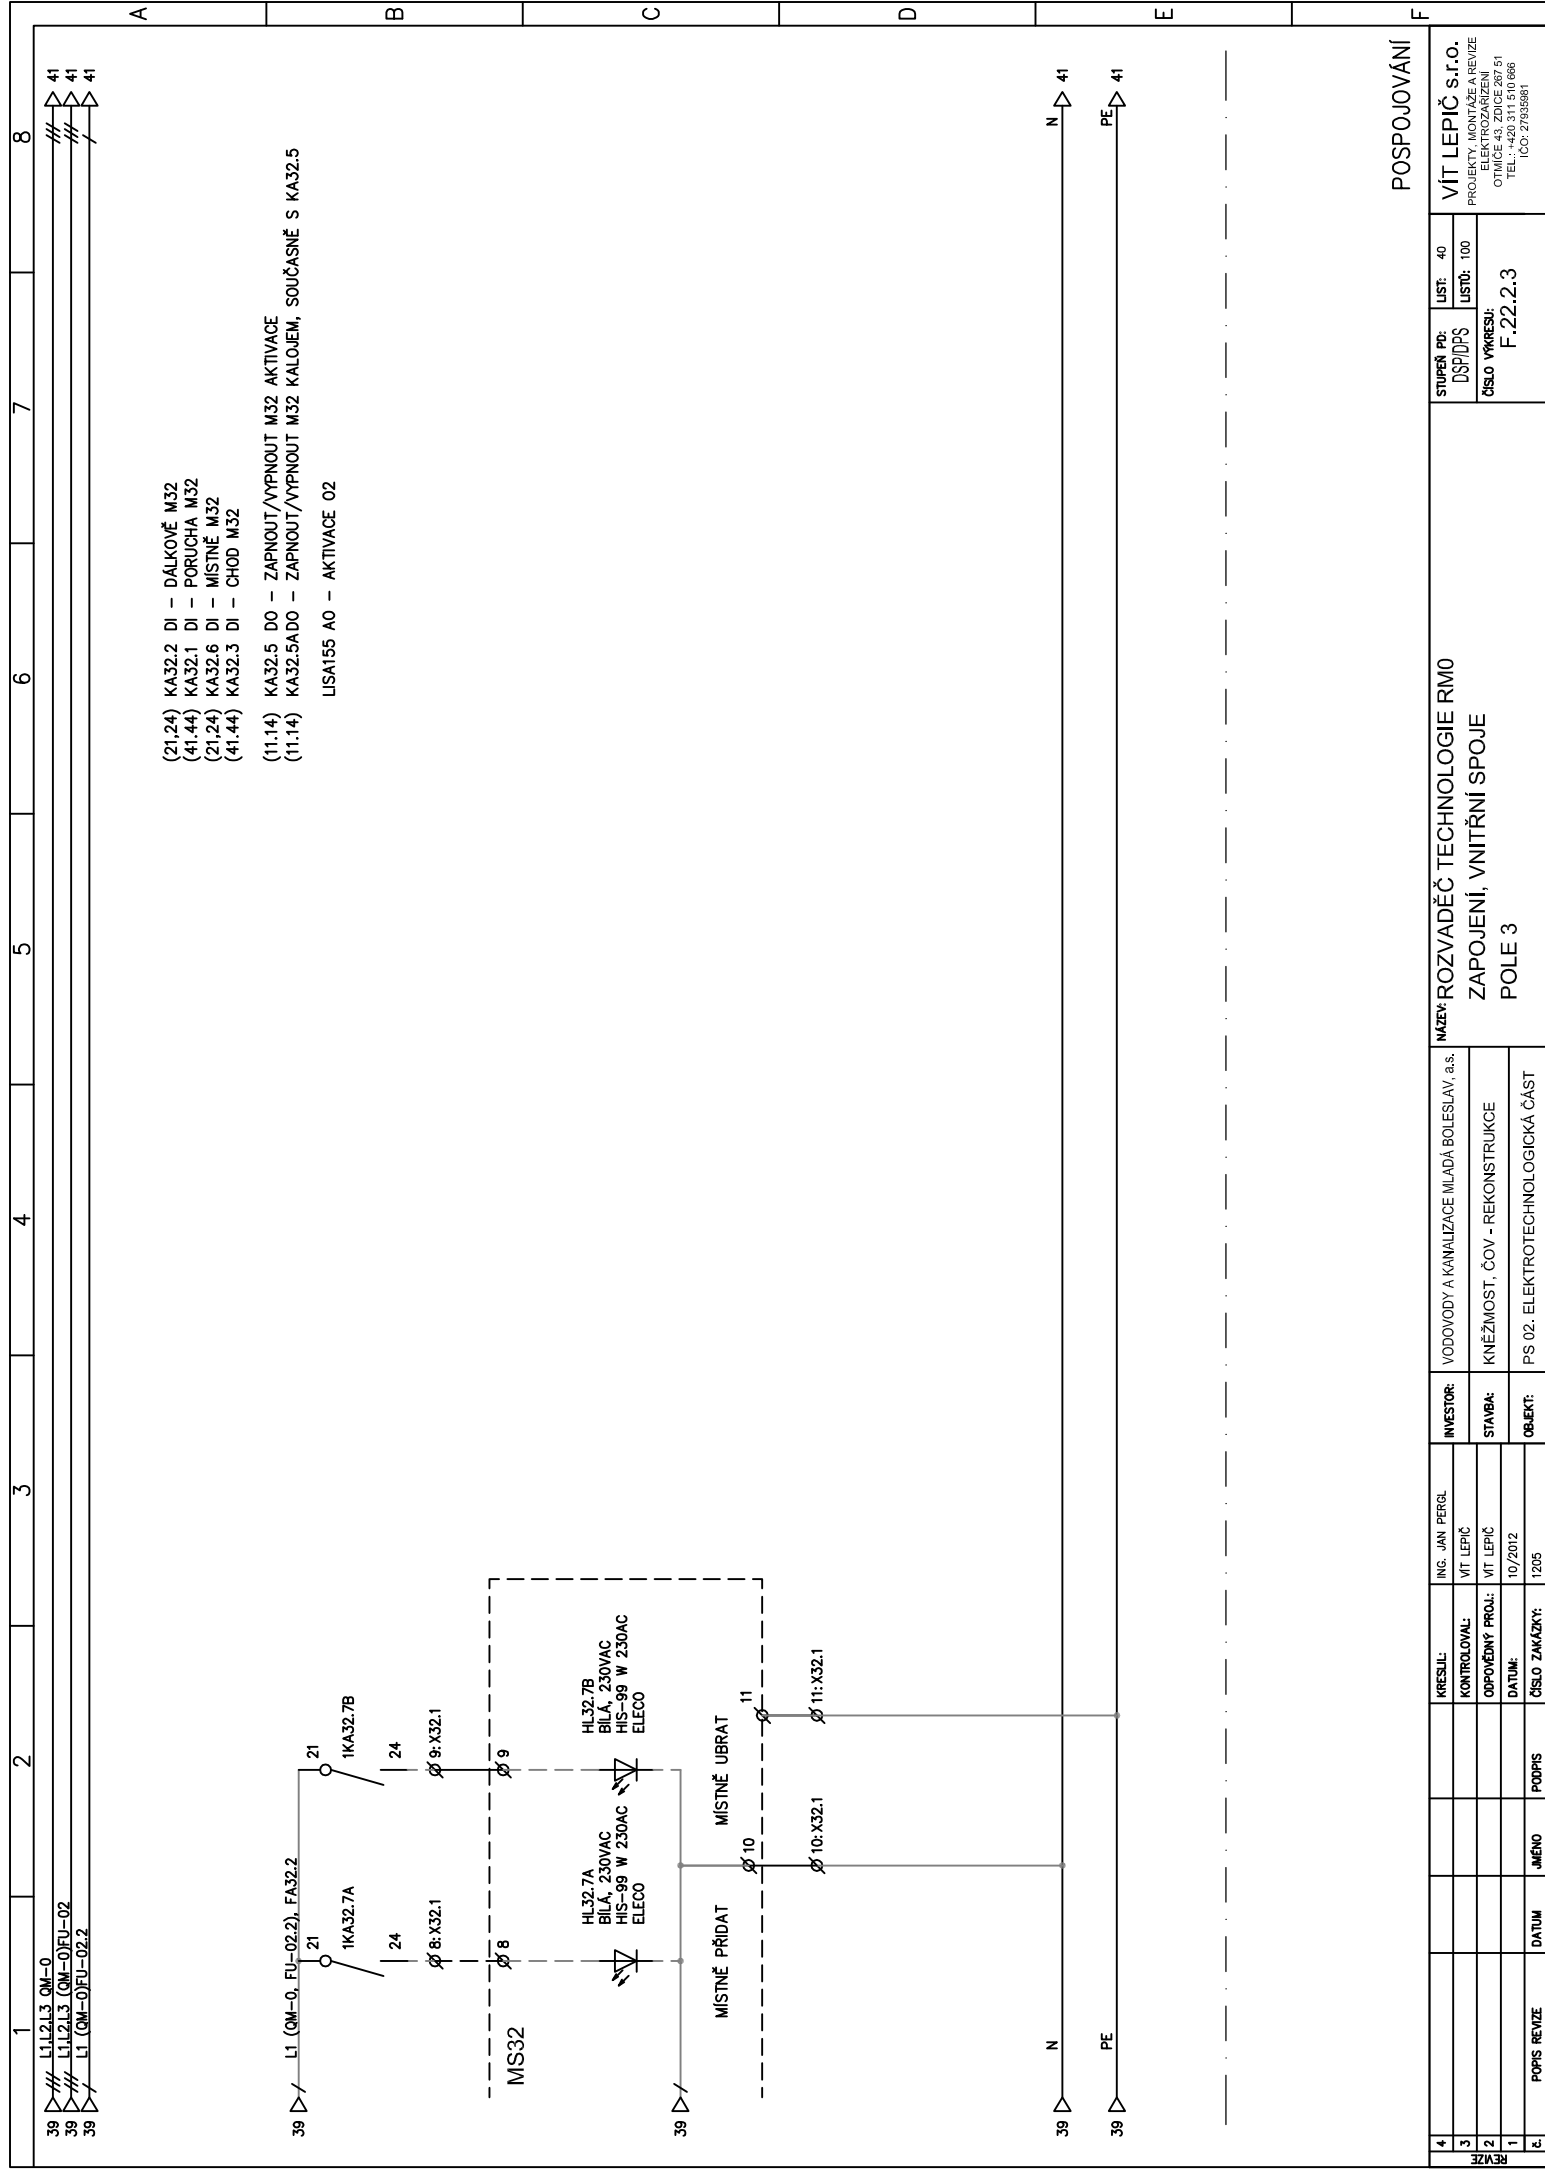 1 2 3 4 5 6 7 8
A
B
C
D
E
F
39 L1,L2,L3 QM-0 41
39 L1,L2,L3 (QM-0)FU-02 41
39 L1 (QM-0)FU-02.2 41
(21,24) KA32.2 DI - DÁLKOVĚ M32
(41.44) KA32.1 DI - PORUCHA M32
(21,24) KA32.6 DI - MÍSTNĚ M32
(41.44) KA32.3 DI - CHOD M32
(11.14) KA32.5 DO - ZAPNOUT/VYPNOUT M32 AKTIVACE
(11.14) KA32.5ADO - ZAPNOUT/VYPNOUT M32 KALOJEM, SOUČASNĚ S KA32.5
LISA155 AO - AKTIVACE O2
39 L1 (QM-0, FU-02.2), FA32.2
21 21
1KA32.7A 1KA32.7B
24 24
8:X32.1 9:X32.1
8 9
MS32
HL32.7A
BÍLÁ, 230VAC
HIS-99 W 230AC
ELECO
HL32.7B
BÍLÁ, 230VAC
HIS-99 W 230AC
ELECO
39
MÍSTNĚ PŘIDAT MÍSTNĚ UBRAT
10 11
10:X32.1 11:X32.1
39 N N 41
39 PE PE 41
POSPOJOVÁNÍ
REVIZE
4
3
2
1
č. POPIS REVIZE DATUM JMÉNO PODPIS
KRESLIL: ING. JAN PERGL
KONTROLOVAL: VÍT LEPIČ
ODPOVĚDNÝ PROJ.: VÍT LEPIČ
DATUM: 10/2012
ČÍSLO ZAKÁZKY: 1205
INVESTOR: VODOVODY A KANALIZACE MLADÁ BOLESLAV, a.s.
STAVBA: KNĚŽMOST, ČOV - REKONSTRUKCE
OBJEKT: PS 02. ELEKTROTECHNOLOGICKÁ ČÁST
NÁZEV: ROZVADĚČ TECHNOLOGIE RM0
ZAPOJENÍ, VNITŘNÍ SPOJE
POLE 3
STUPEŇ PD:
DSP/DPS
LIST: 40
LISTŮ: 100
ČÍSLO VÝKRESU:
F.22.2.3
VÍT LEPIČ s.r.o.
PROJEKTY, MONTÁŽE A REVIZE
ELEKTROZAŘÍZENÍ
OTMÍČE 43, ZDICE 267 51
TEL.: +420 311 510 666
IČO: 27935981